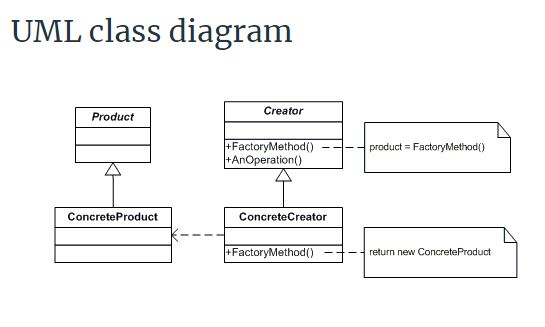 UML class diagram
Product
Creator
+FactoryMethod()
+AnOperation()
product = FactoryMethod()
ConcreteProduct
ConcreteCreator
+FactoryMethod()
return new ConcreteProduct